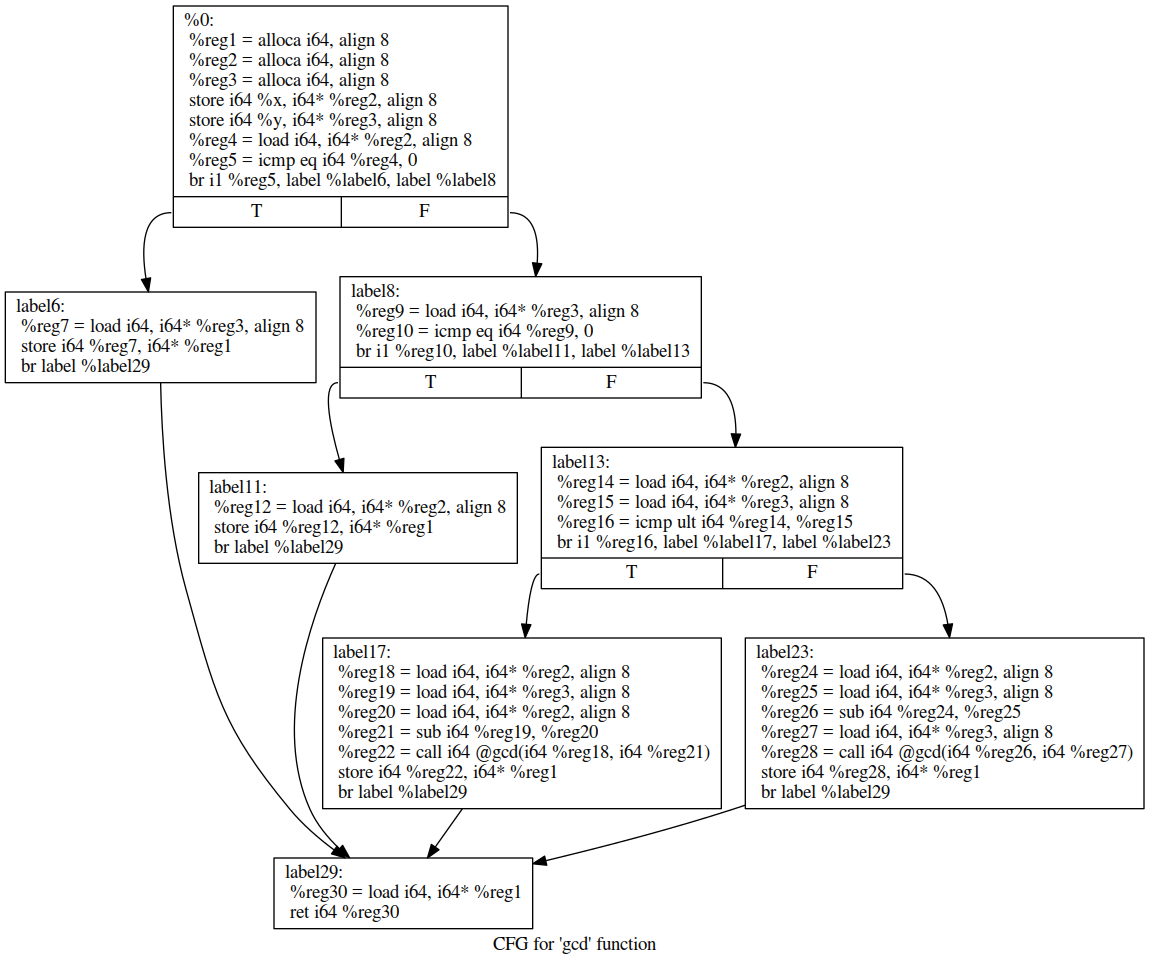 %0:
%reg1 = alloca i64, align 8
%reg2 = alloca i64, align 8
%reg3 = alloca i64, align 8
store i64 %x, i64* %reg2, align 8
store i64 %y, i64* %reg3, align 8
%reg4 = load i64, i64* %reg2, align 8
%reg5 = icmp eq i64 %reg4, 0
br i1 %reg5, label %label6, label %label8
T F
label6:
%reg7 = load i64, i64* %reg3, align 8
store i64 %reg7, i64* %reg1
br label %label29
label8:
%reg9 = load i64, i64* %reg3, align 8
%reg10 = icmp eq i64 %reg9, 0
br i1 %reg10, label %label11, label %label13
T F
label11:
%reg12 = load i64, i64* %reg2, align 8
store i64 %reg12, i64* %reg1
br label %label29
label13:
%reg14 = load i64, i64* %reg2, align 8
%reg15 = load i64, i64* %reg3, align 8
%reg16 = icmp ult i64 %reg14, %reg15
br i1 %reg16, label %label17, label %label23
T F
label17:
%reg18 = load i64, i64* %reg2, align 8
%reg19 = load i64, i64* %reg3, align 8
%reg20 = load i64, i64* %reg2, align 8
%reg21 = sub i64 %reg19, %reg20
%reg22 = call i64 @gcd(i64 %reg18, i64 %reg21)
store i64 %reg22, i64* %reg1
br label %label29
label23:
%reg24 = load i64, i64* %reg2, align 8
%reg25 = load i64, i64* %reg3, align 8
%reg26 = sub i64 %reg24, %reg25
%reg27 = load i64, i64* %reg3, align 8
%reg28 = call i64 @gcd(i64 %reg26, i64 %reg27)
store i64 %reg28, i64* %reg1
br label %label29
label29:
%reg30 = load i64, i64* %reg1
ret i64 %reg30
CFG for 'gcd' function